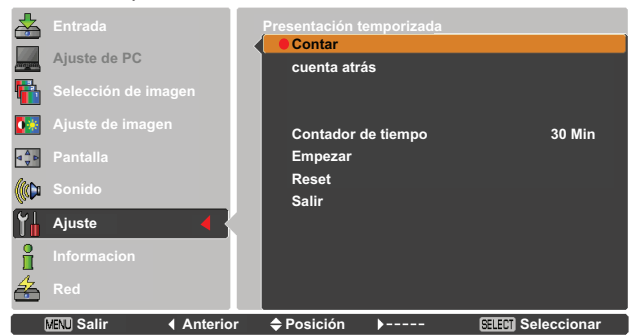 Entrada
Ajuste de PC
Selección de imagen
Ajuste de imagen
Pantalla
Sonido
Ajuste
Informacion
Red
Presentación temporizada
Contar
cuenta atrás
Contador de tiempo 30 Min
Empezar
Reset
Salir
MENU Salir Anterior Posición ----- SELECT Seleccionar